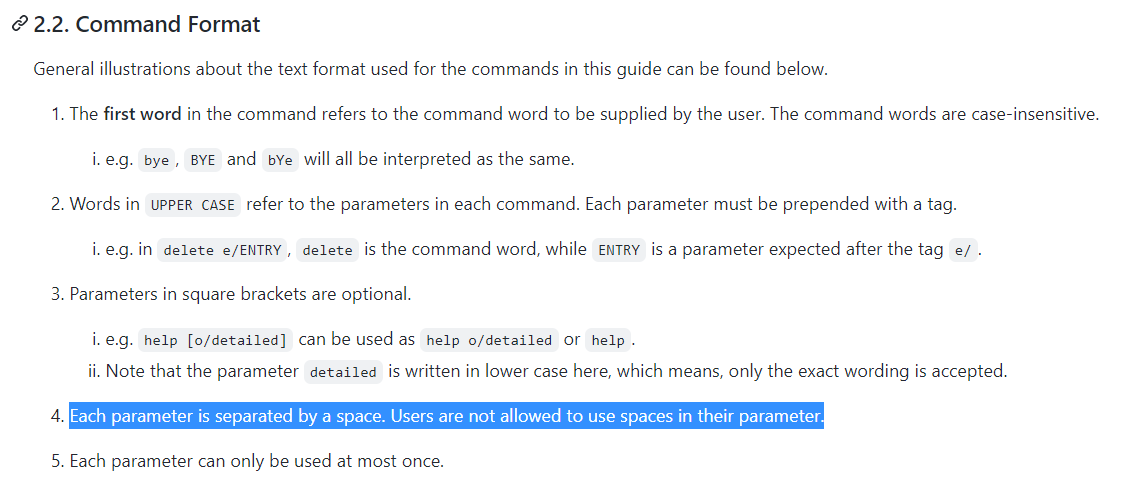 2.2. Command Format
General illustrations about the text format used for the commands in this guide can be found below.
1. The first word in the command refers to the command word to be supplied by the user. The command words are case-insensitive.
i. e.g. bye, BYE and bYe will all be interpreted as the same.
2. Words in UPPER CASE refer to the parameters in each command. Each parameter must be prepended with a tag.
i. e.g. in delete e/ENTRY, delete is the command word, while ENTRY is a parameter expected after the tag e/.
3. Parameters in square brackets are optional.
i. e.g. help [o/detailed] can be used as help o/detailed or help.
ii. Note that the parameter detailed is written in lower case here, which means, only the exact wording is accepted.
4. Each parameter is separated by a space. Users are not allowed to use spaces in their parameter.
5. Each parameter can only be used at most once.